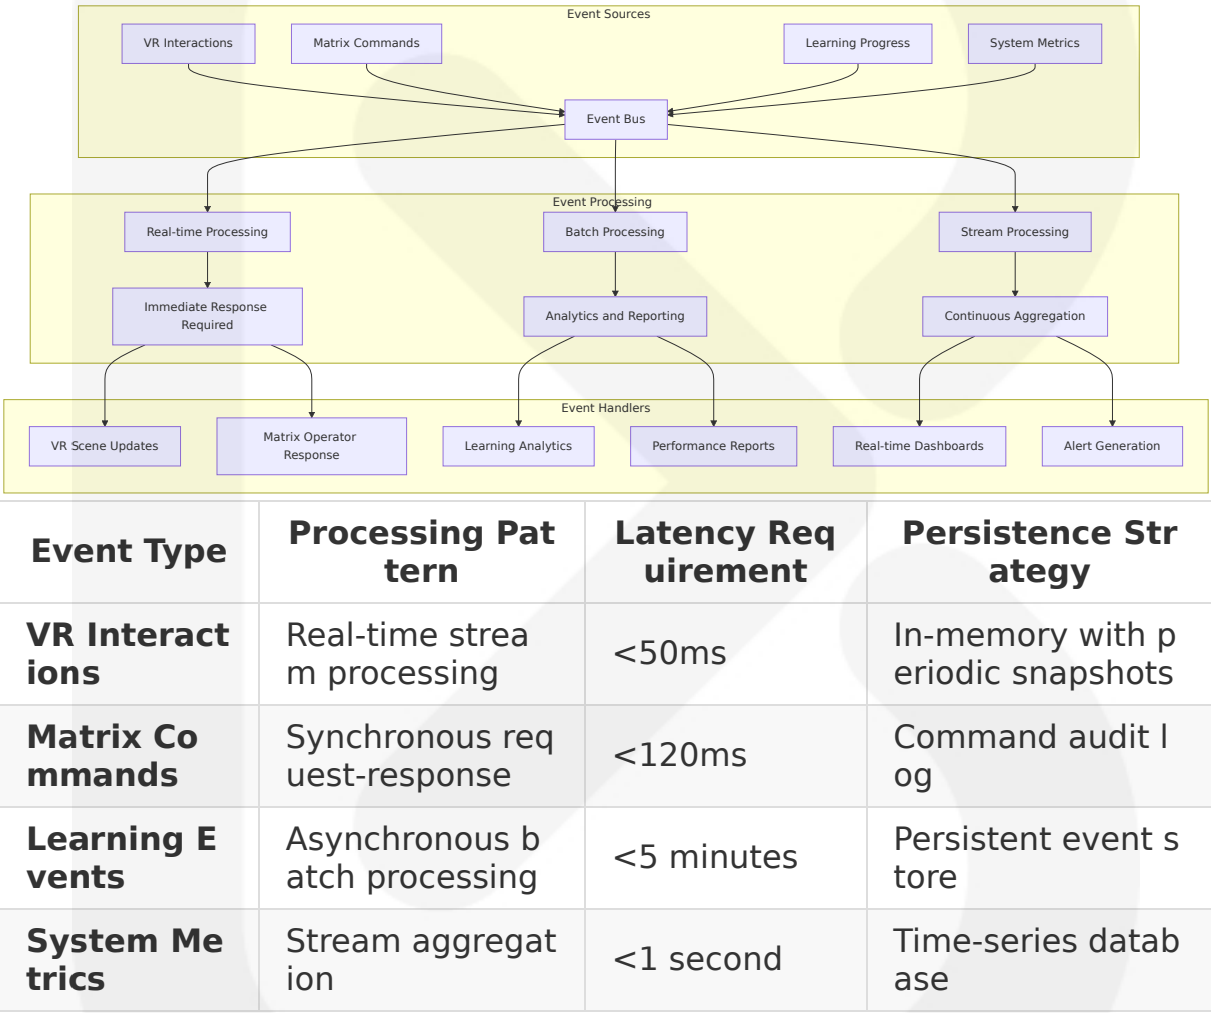 Event Sources
VR Interactions
Matrix Commands
Learning Progress
System Metrics
Event Bus
Event Processing
Real-time Processing
Batch Processing
Stream Processing
Immediate Response
Required
Analytics and Reporting
Continuous Aggregation
Event Handlers
VR Scene Updates
Matrix Operator
Response
Learning Analytics
Performance Reports
Real-time Dashboards
Alert Generation
Event Type
Processing Pat
tern
Latency Req
uirement
Persistence Str
ategy
VR Interact
ions
Real-time strea
m processing
<50ms
In-memory with p
eriodic snapshots
Matrix Co
mmands
Synchronous req
uest-response
<120ms
Command audit l
og
Learning E
vents
Asynchronous b
atch processing
<5 minutes
Persistent event s
tore
System Me
trics
Stream aggregat
ion
<1 second
Time-series datab
ase